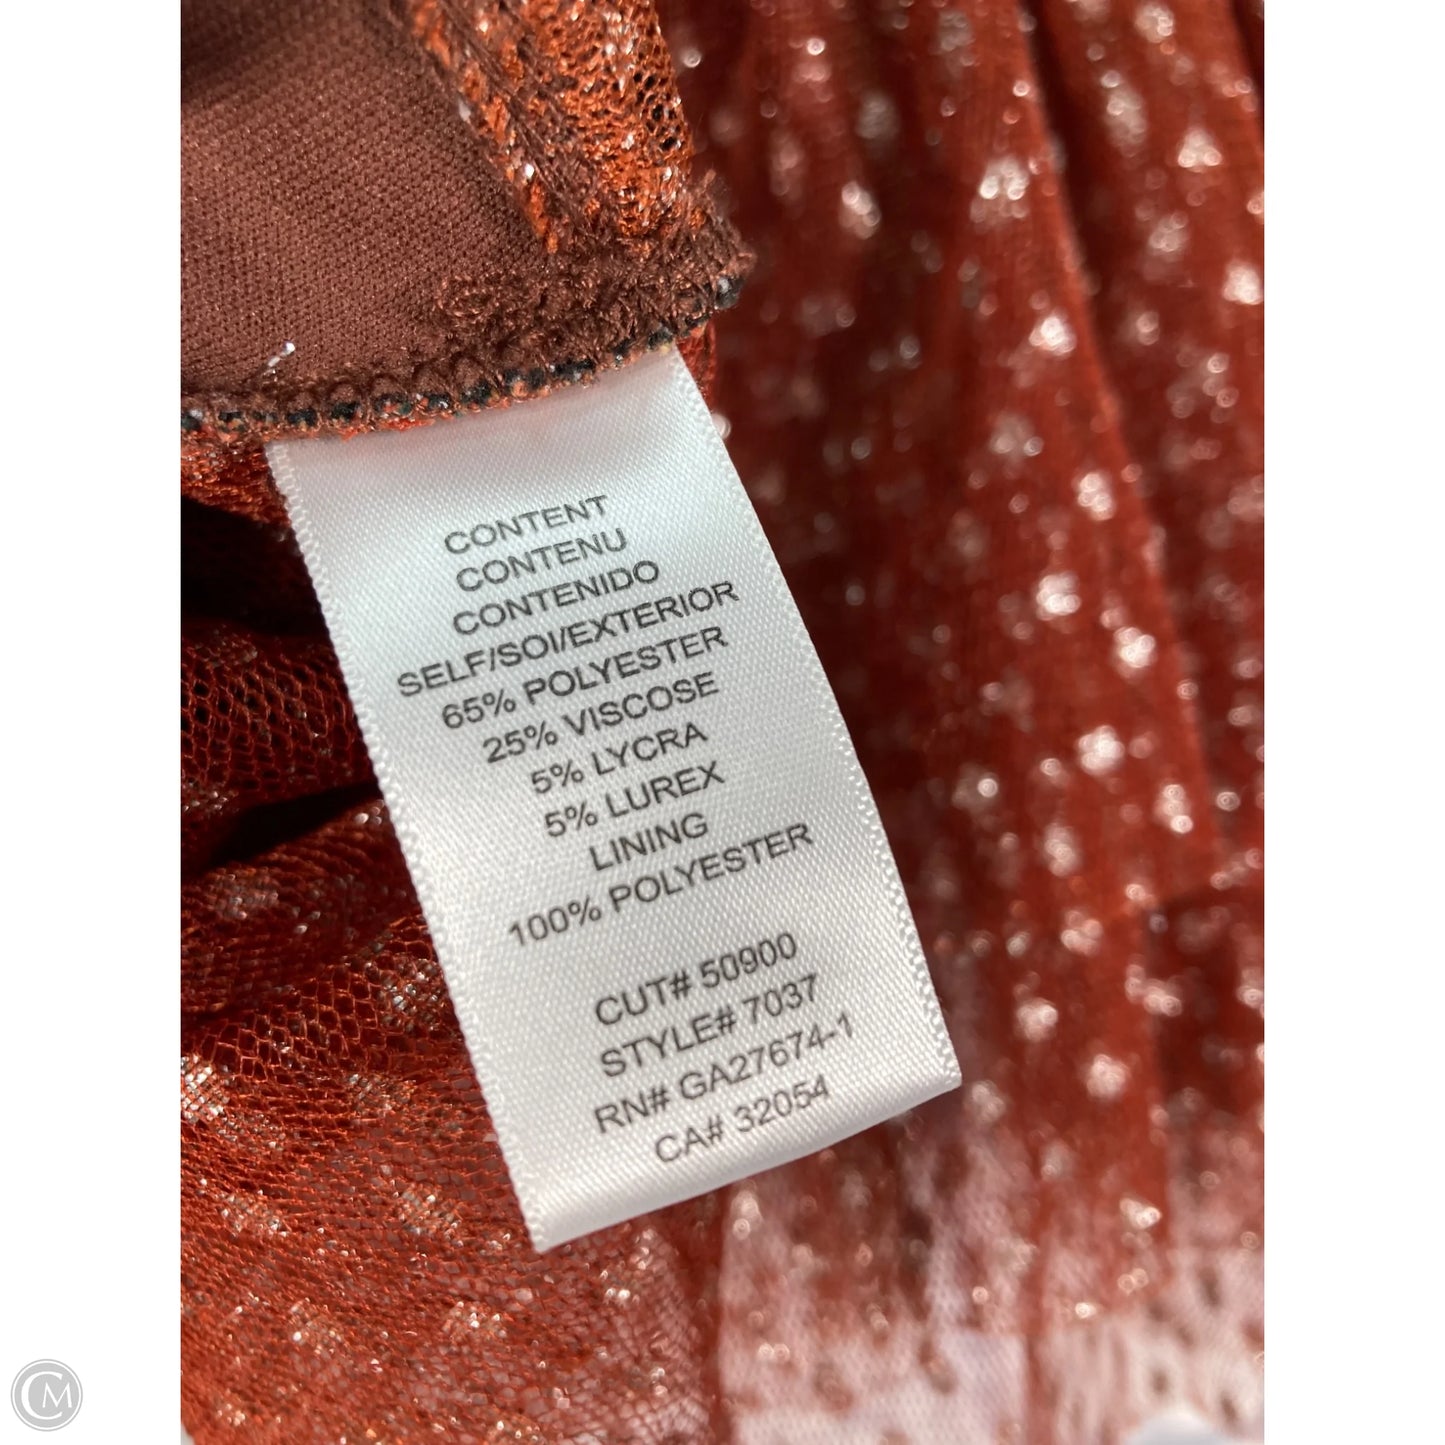 CONTENT
CONTENU
CONTENIDO
SELF/SOI/EXTERIOR
65% POLYESTER
25% VISCOSE
5% LYCRA
5% LUREX
LINING
100% POLYESTER
CUT# 50900
STYLE# 7037
RN# GA27674-1
CA# 32054
CM